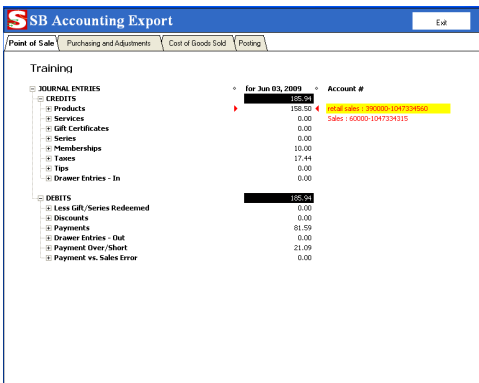 S SB Accounting Export Exit
Point of Sale Purchasing and Adjustments Cost of Goods Sold Posting
Training
JOURNAL ENTRIES for Jun 03, 2009 Account #
CREDITS 185.94
Products 158.50 retail sales : 390000-1047334560
Services 0.00 Sales : 60000-1047334315
Gift Certificates 0.00
Series 0.00
Memberships 10.00
Taxes 17.44
Tips 0.00
Drawer Entries - In 0.00
DEBITS 185.94
Less Gift/Series Redeemed 0.00
Discounts 0.00
Payments 81.59
Drawer Entries - Out 0.00
Payment Over/Short 21.09
Payment vs. Sales Error 0.00